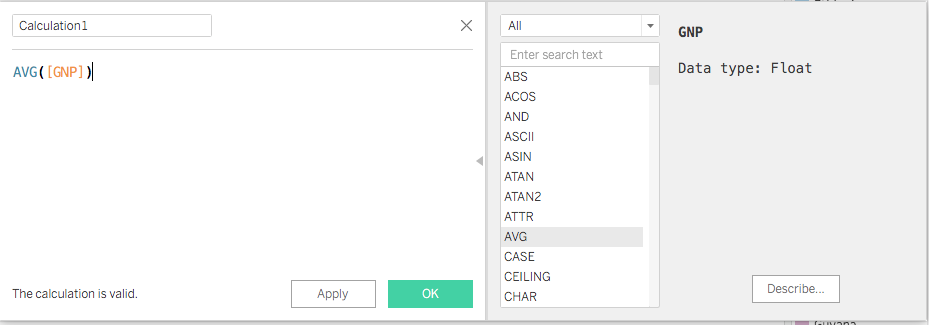 Calculation1
AVG([GNP])
The calculation is valid.
Apply
OK
All
Enter search text
ABS
ACOS
AND
ASCII
ASIN
ATAN
ATAN2
ATTR
AVG
CASE
CEILING
CHAR
GNP
Data type: Float
Describe...
Guyana